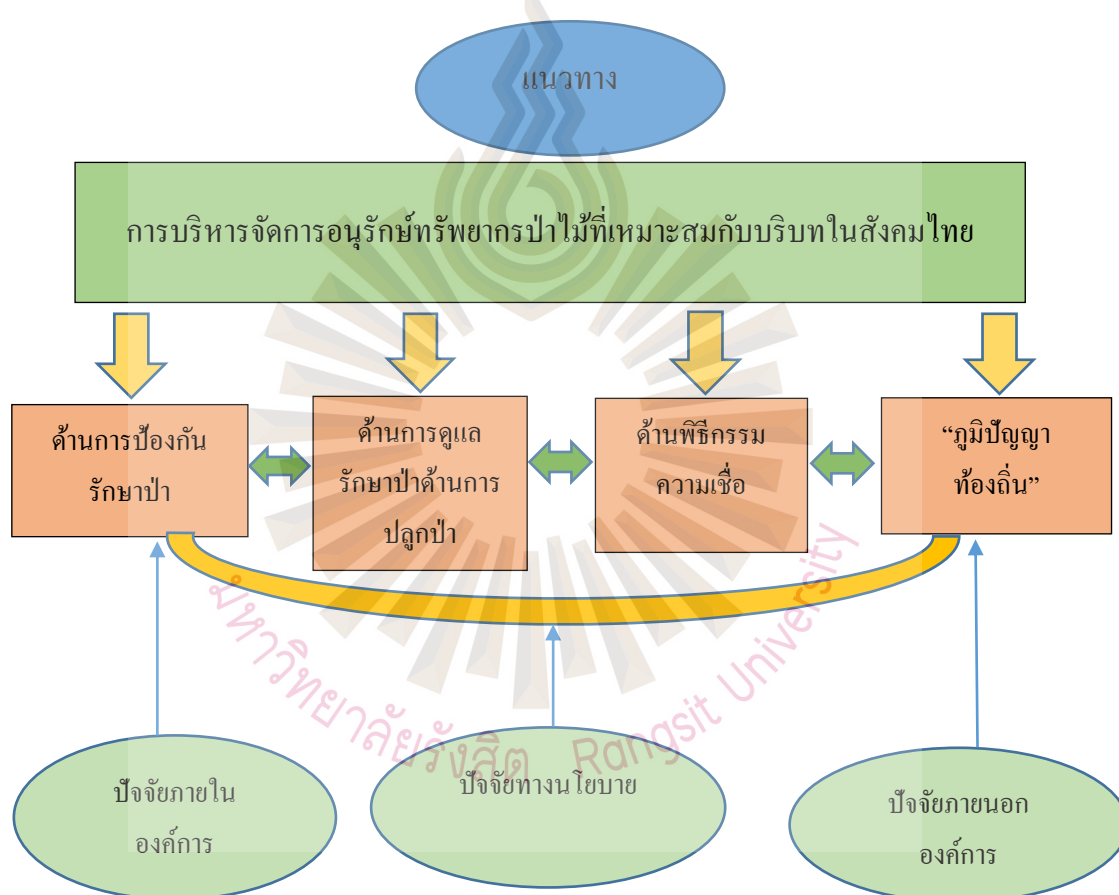 แนวทาง
การบริหารจัดการอนุรักษ์ทรัพยากรป่าไม้ที่เหมาะสมกับบริบทในสังคมไทย
ด้านการป้องกัน
รักษาป่า
ด้านการดูแล
รักษาป่าด้านการ
ปลูกป่า
ด้านพิธีกรรม
ความเชื่อ
“ภูมิปัญญา
ท้องถิ่น”
มหาวิทยาลัยรังสิต Rangsit University
ปัจจัยภายใน
องค์การ
ปัจจัยทางนโยบาย
ปัจจัยภายนอก
องค์การ